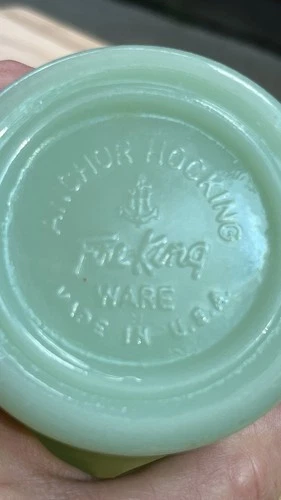 ANCHOR HOCKING
Fire King
WARE
MADE IN U.S.A.